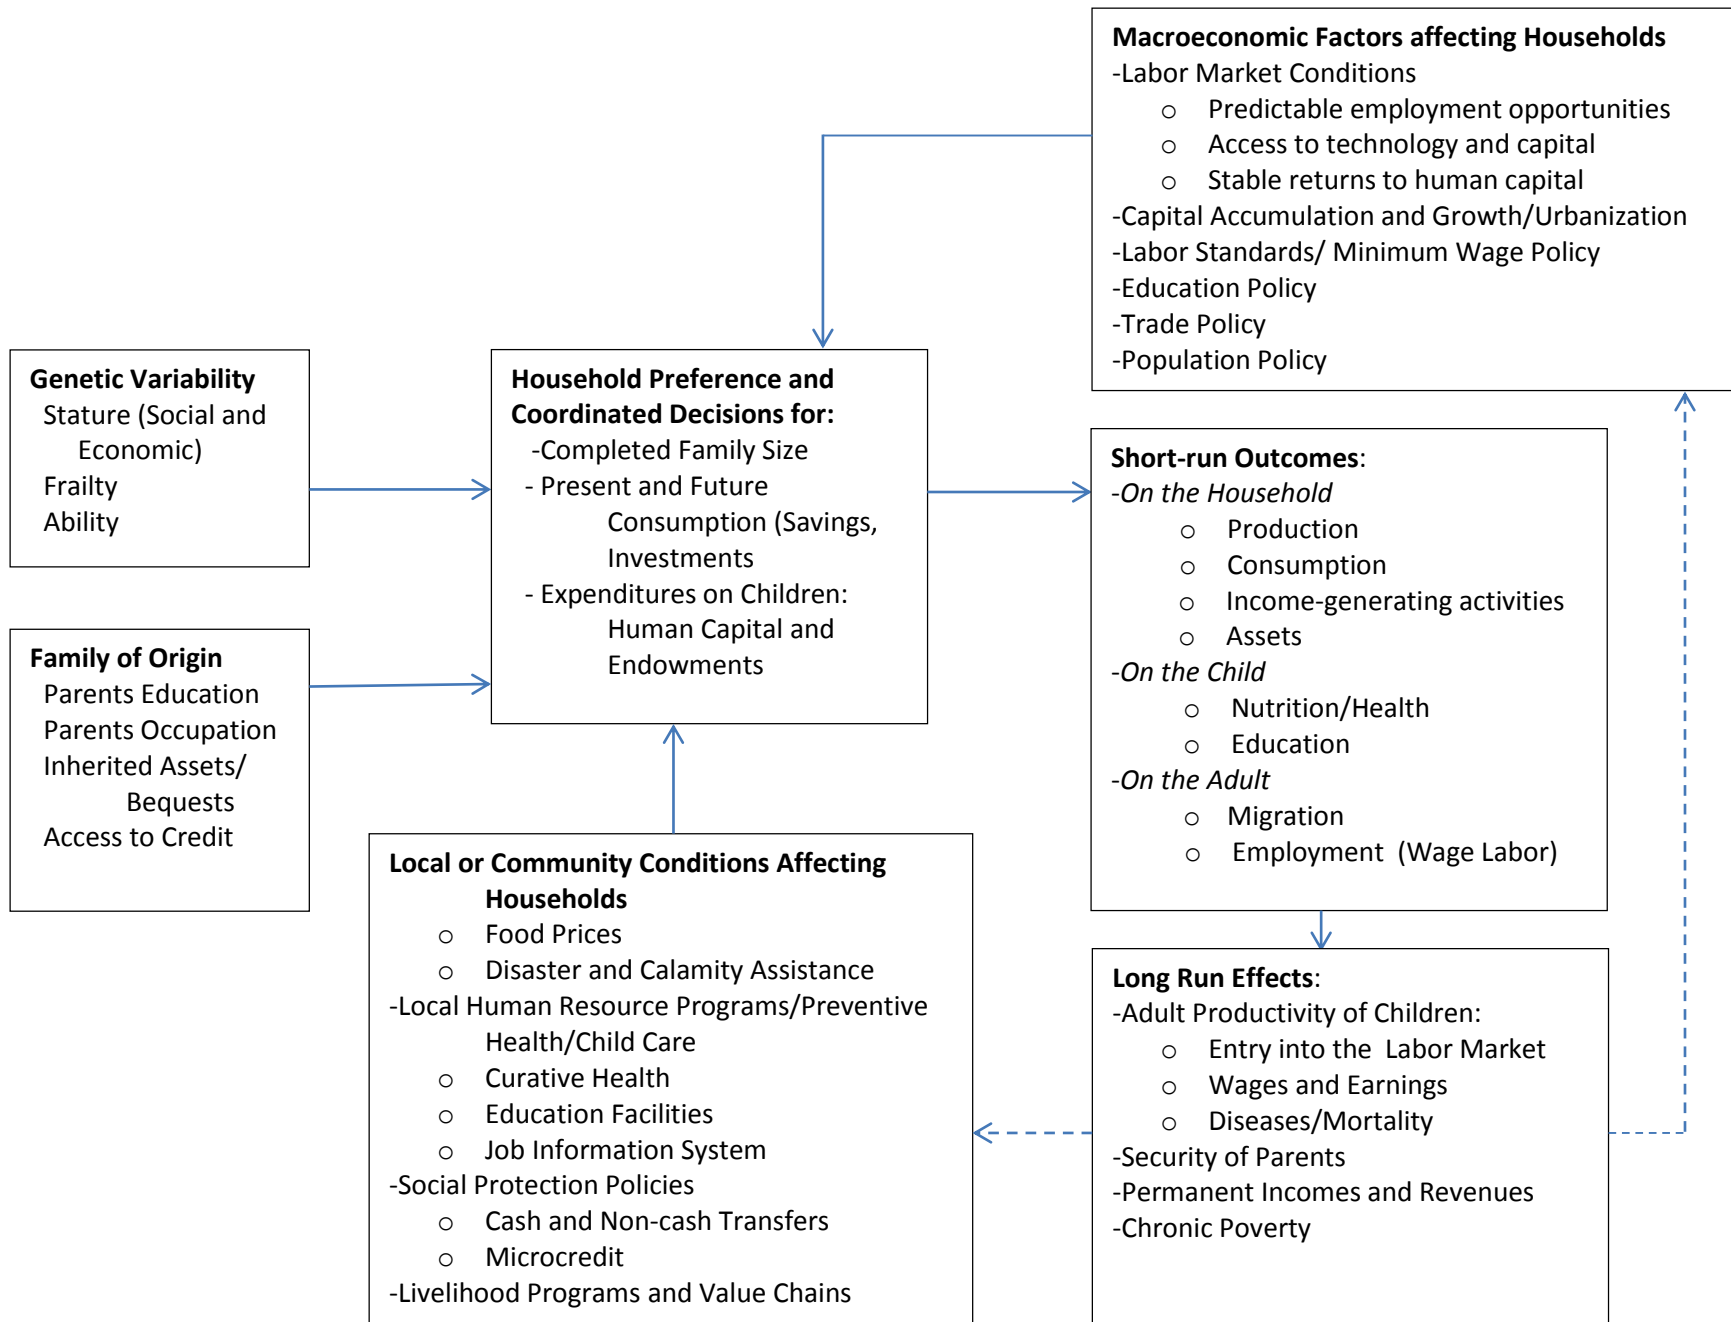 Macroeconomic Factors affecting Households
-Labor Market Conditions
o Predictable employment opportunities
o Access to technology and capital
o Stable returns to human capital
-Capital Accumulation and Growth/Urbanization
-Labor Standards/ Minimum Wage Policy
-Education Policy
-Trade Policy
-Population Policy
Genetic Variability
Stature (Social and
Economic)
Frailty
Ability
Family of Origin
Parents Education
Parents Occupation
Inherited Assets/
Bequests
Access to Credit
Household Preference and
Coordinated Decisions for:
-Completed Family Size
- Present and Future
Consumption (Savings,
Investments
- Expenditures on Children:
Human Capital and
Endowments
Short-run Outcomes:
-On the Household
o Production
o Consumption
o Income-generating activities
o Assets
-On the Child
o Nutrition/Health
o Education
-On the Adult
o Migration
o Employment (Wage Labor)
Local or Community Conditions Affecting
Households
o Food Prices
o Disaster and Calamity Assistance
-Local Human Resource Programs/Preventive
Health/Child Care
o Curative Health
o Education Facilities
o Job Information System
-Social Protection Policies
o Cash and Non-cash Transfers
o Microcredit
-Livelihood Programs and Value Chains
Long Run Effects:
-Adult Productivity of Children:
o Entry into the Labor Market
o Wages and Earnings
o Diseases/Mortality
-Security of Parents
-Permanent Incomes and Revenues
-Chronic Poverty